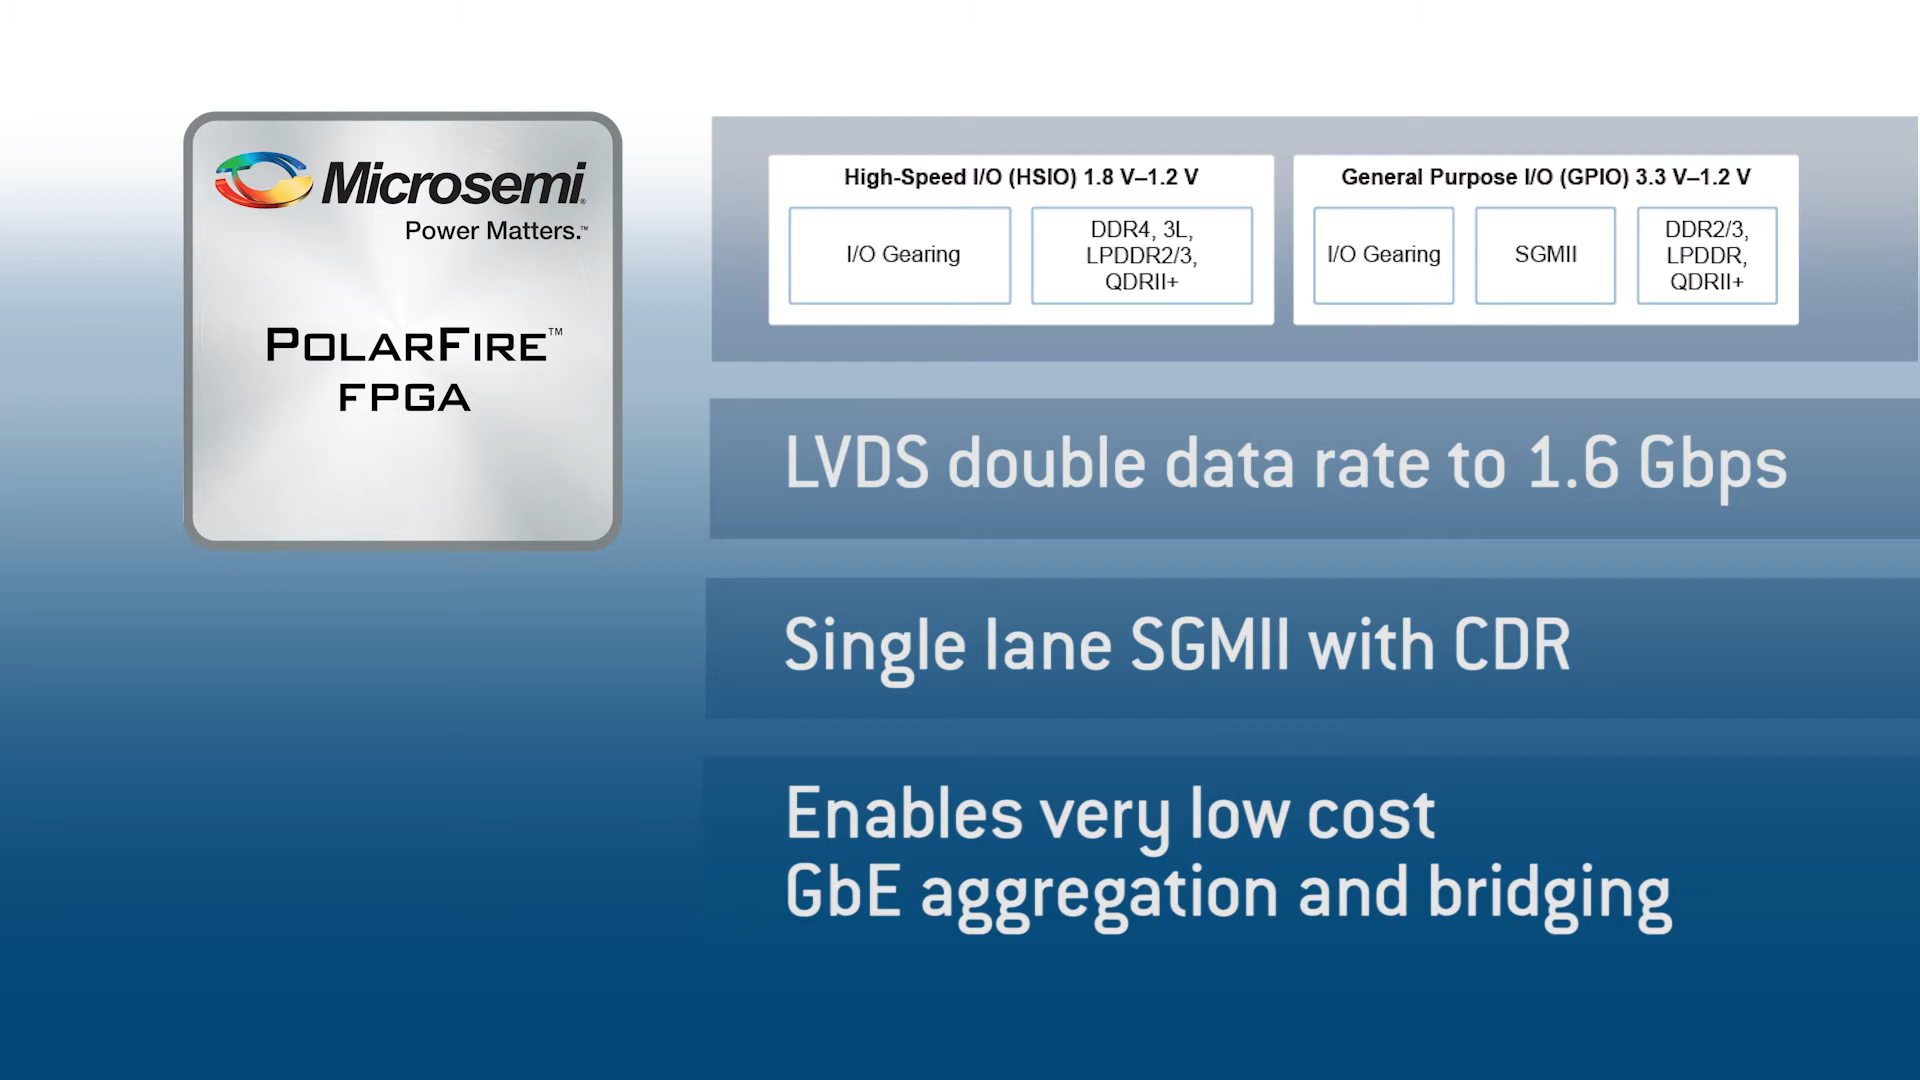 Microsemi®
Power Matters.™
POLARFIRE™
FPGA
High-Speed I/O (HSIO) 1.8 V–1.2 V
I/O Gearing
DDR4, 3L,
LPDDR2/3,
QDRII+
General Purpose I/O (GPIO) 3.3 V–1.2 V
I/O Gearing
SGMII
DDR2/3,
LPDDR,
QDRII+
LVDS double data rate to 1.6 Gbps
Single lane SGMII with CDR
Enables very low cost
GbE aggregation and bridging